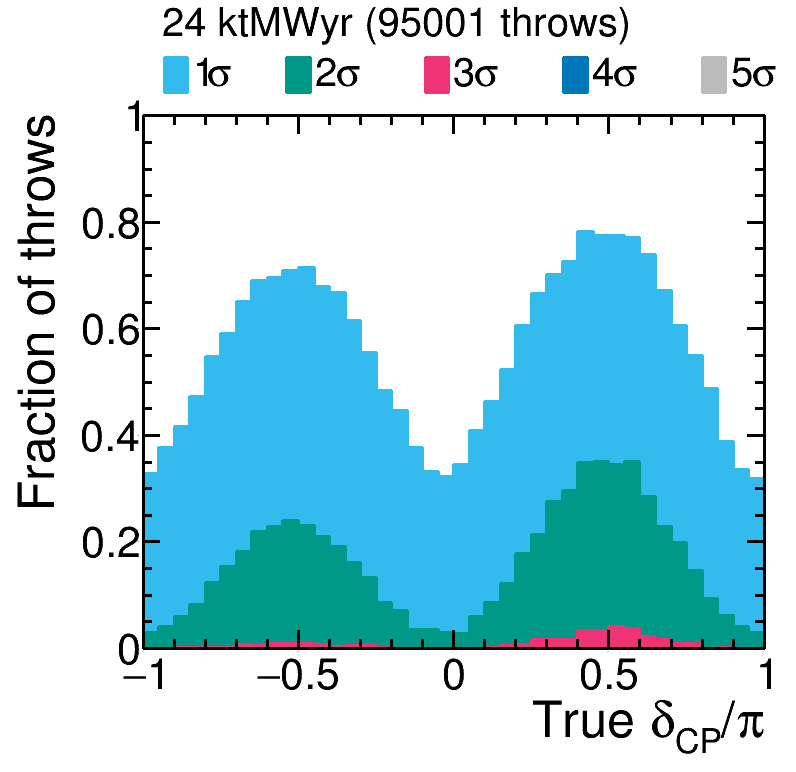 24 ktMWyr (95001 throws)
1σ 2σ 3σ 4σ 5σ
Fraction of throws
1
0.8
0.6
0.4
0.2
0
−1 −0.5 0 0.5 1
True δCP/π